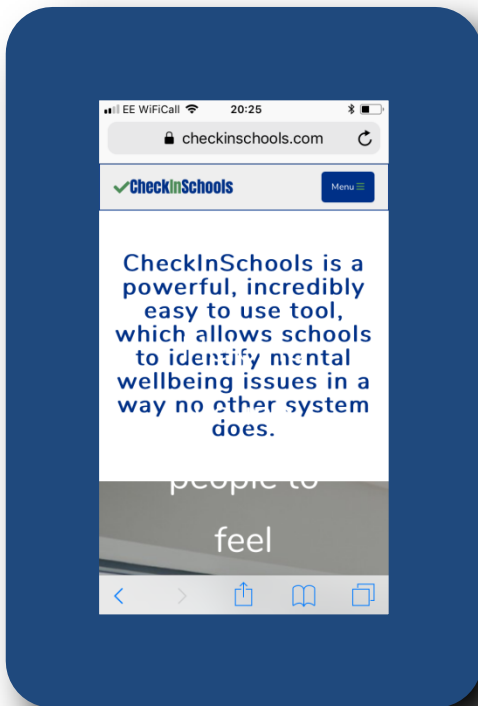 EE WiFiCall 20:25
checkinschools.com
CheckInSchools Menu
CheckInSchools is a
powerful, incredibly
easy to use tool,
which allows schools
to identify mental
wellbeing issues in a
way no other system
does.
people to
feel